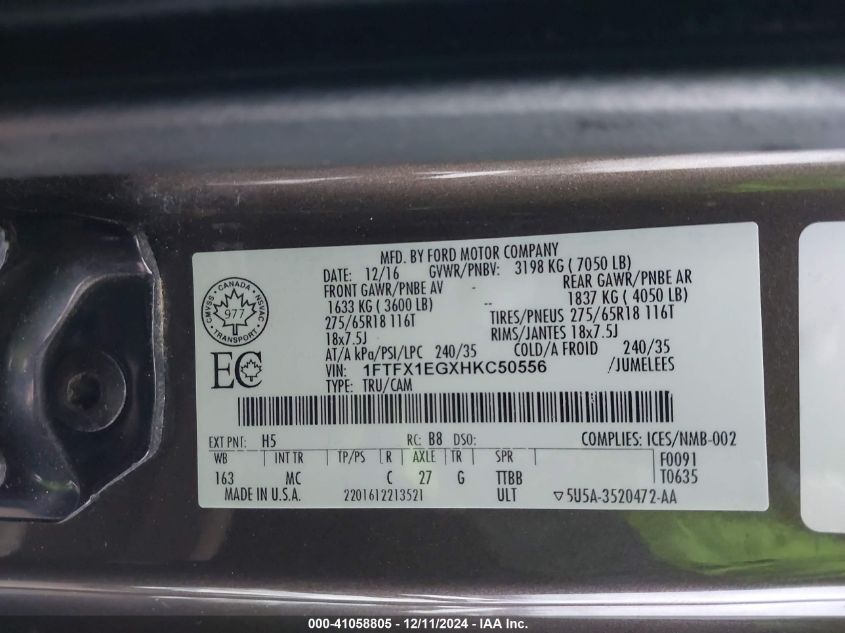 MFD. BY FORD MOTOR COMPANY
DATE: 12/16 GVWR/PNBV: 3198 KG ( 7050 LB)
FRONT GAWR/PNBE AV REAR GAWR/PNBE AR
1633 KG ( 3600 LB) -- 1837 KG ( 4050 LB)
275/65R18 116T TIRES/PNEUS 275/65R18 116T
18x7.5J RIMS/JANTES 18x7.5J
AT/A kPa/PSI/LPC 240/35 COLD/A FROID 240/35
VIN: 1FTFX1EGXHKC50556 /JUMELEES
TYPE: TRU/CAM
CANADA
CMVSS NSVAC
977
TRANSPORT
EC
EXT PNT: H5 RC: B8 DSO: COMPLIES: ICES/NMB-002
WB INT TR TP/PS R AXLE TR SPR F0091
163 MC C 27 G TTBB T0635
MADE IN U.S.A. 2201612213521 ULT 5U5A-3520472-AA
000-41058805 - 12/11/2024 - IAA Inc.